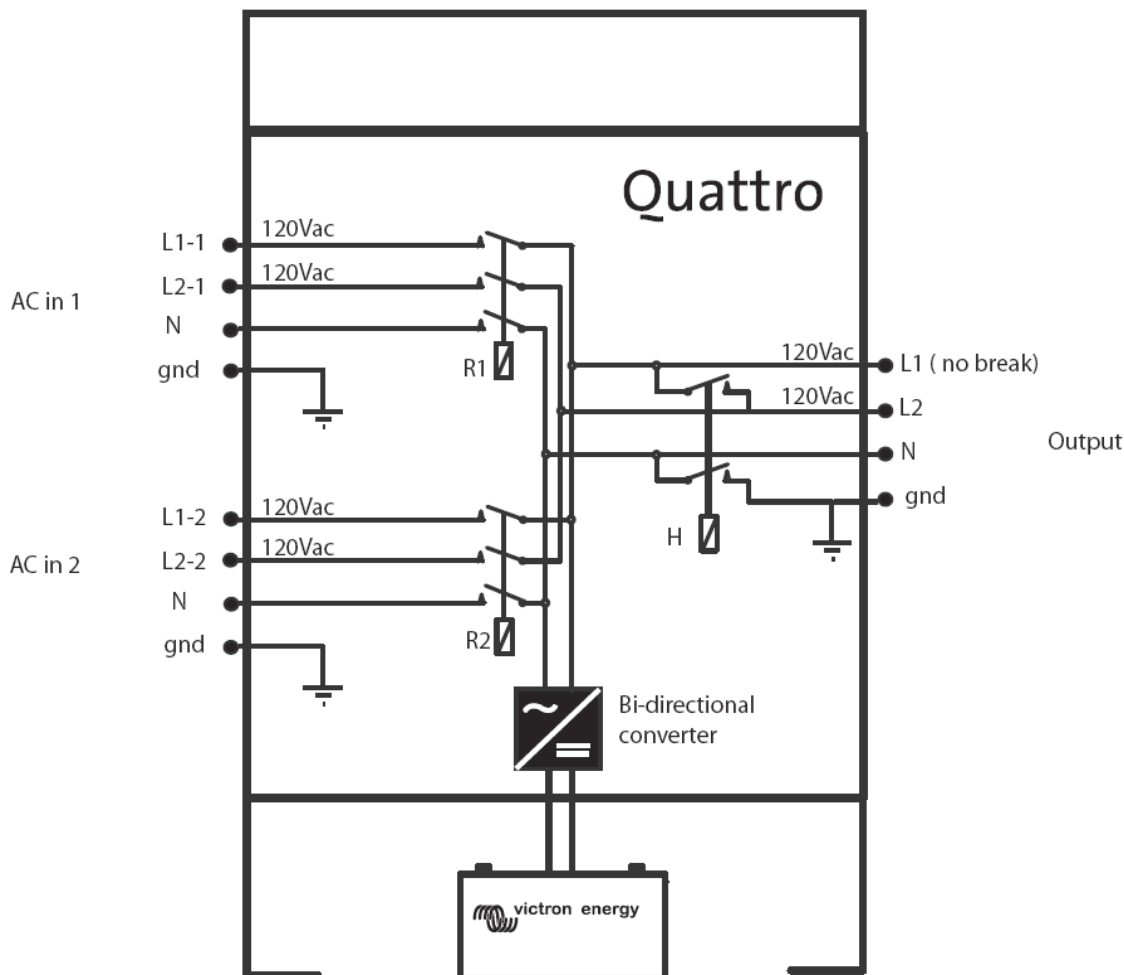 Quattro
AC in 1
L1-1
120Vac
L2-1
120Vac
N
gnd
R1
120Vac
L1 ( no break)
120Vac
L2
N
gnd
Output
H
AC in 2
L1-2
120Vac
L2-2
120Vac
N
gnd
R2
Bi-directional
converter
victron energy